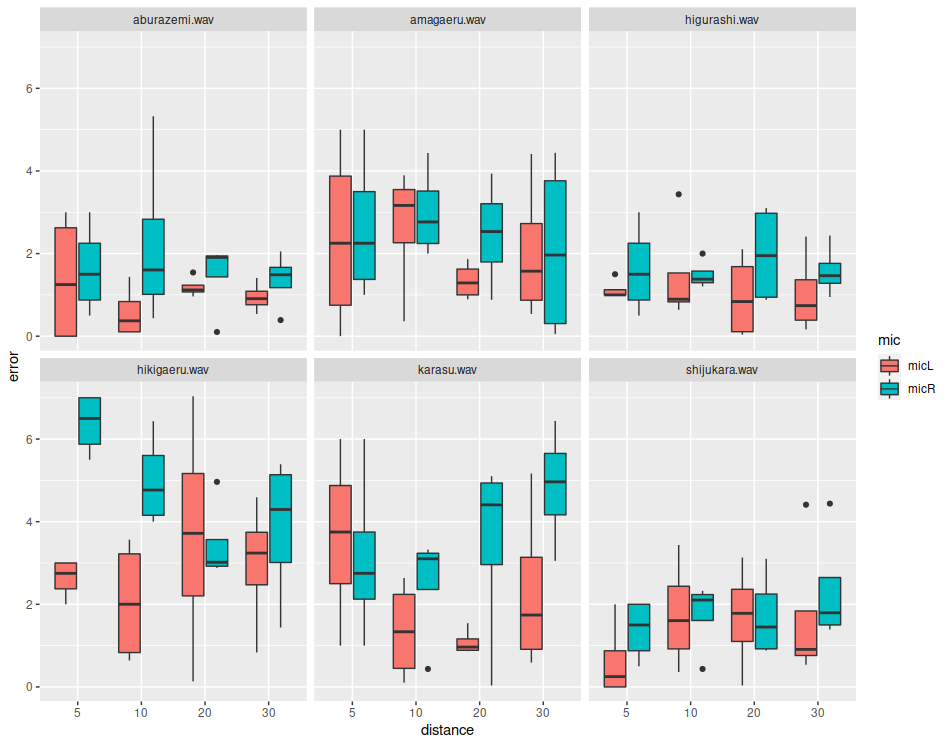 aburazemi.wav amagaeru.wav higurashi.wav
6
4
2
0
error
hikigaeru.wav karasu.wav shijukara.wav
6
4
2
0
5 10 20 30 5 10 20 30 5 10 20 30
distance
mic
micL
micR